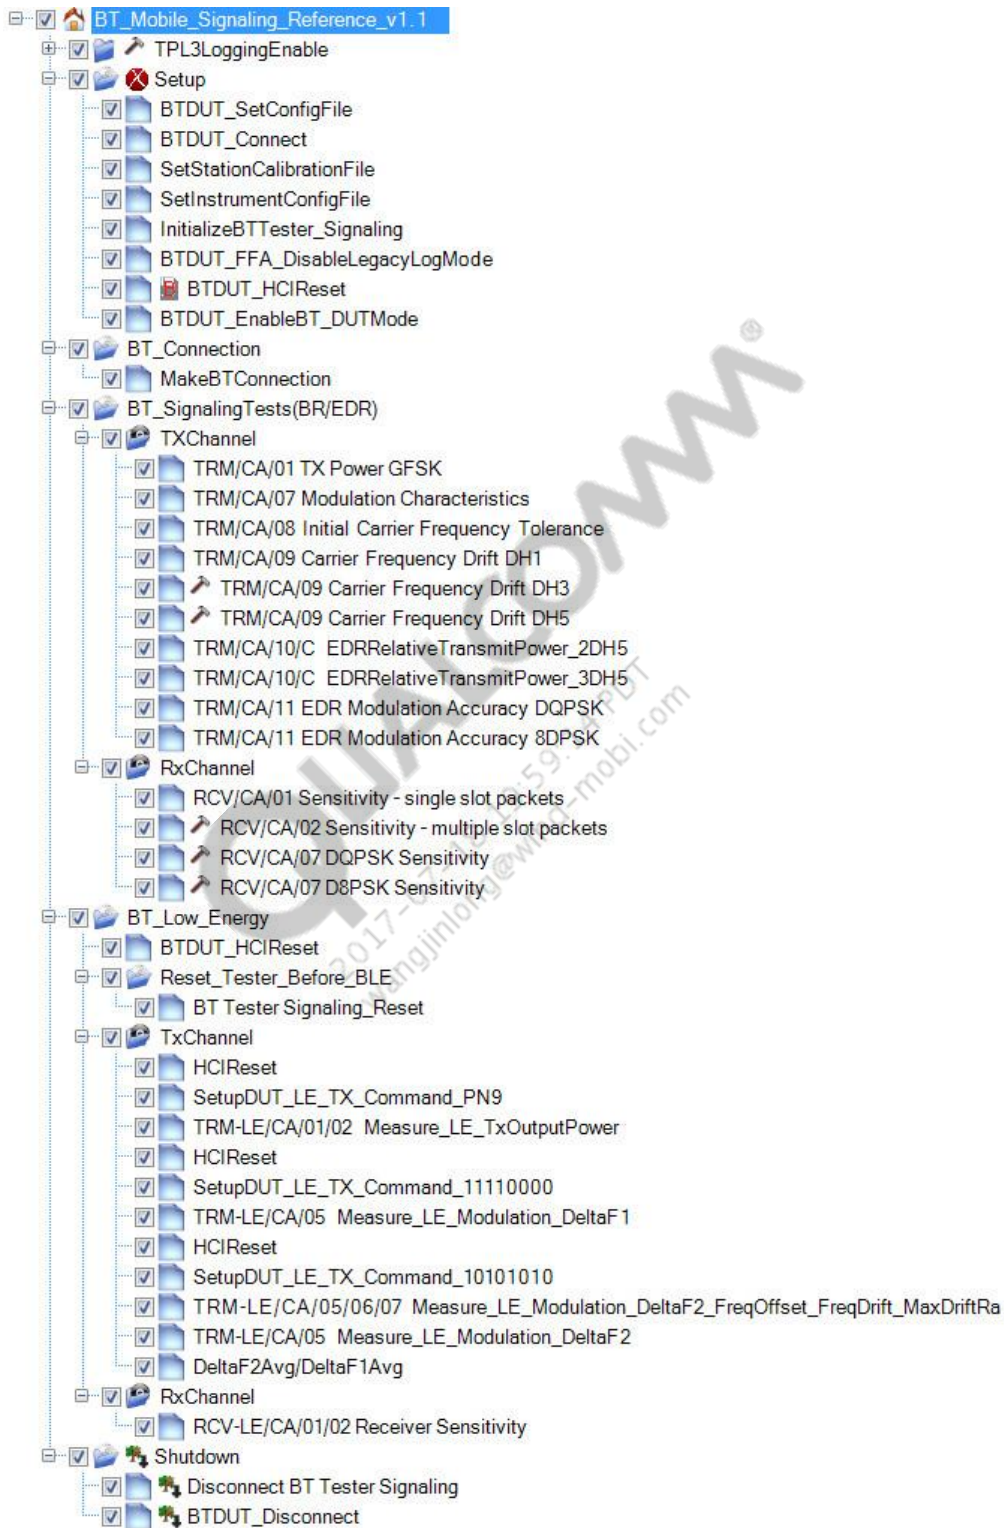 BT_Mobile_Signaling_Reference_v1.1
TPL3LoggingEnable
Setup
BTDUT_SetConfigFile
BTDUT_Connect
SetStationCalibrationFile
SetInstrumentConfigFile
InitializeBTTester_Signaling
BTDUT_FFA_DisableLegacyLogMode
BTDUT_HCIReset
BTDUT_EnableBT_DUTMode
BT_Connection
MakeBTConnection
BT_SignalingTests(BR/EDR)
TXChannel
TRM/CA/01 TX Power GFSK
TRM/CA/07 Modulation Characteristics
TRM/CA/08 Initial Carrier Frequency Tolerance
TRM/CA/09 Carrier Frequency Drift DH1
TRM/CA/09 Carrier Frequency Drift DH3
TRM/CA/09 Carrier Frequency Drift DH5
TRM/CA/10/C EDRRelativeTransmitPower_2DH5
TRM/CA/10/C EDRRelativeTransmitPower_3DH5
TRM/CA/11 EDR Modulation Accuracy DQPSK
TRM/CA/11 EDR Modulation Accuracy 8DPSK
RxChannel
RCV/CA/01 Sensitivity - single slot packets
RCV/CA/02 Sensitivity - multiple slot packets
RCV/CA/07 DQPSK Sensitivity
RCV/CA/07 D8PSK Sensitivity
BT_Low_Energy
BTDUT_HCIReset
Reset_Tester_Before_BLE
BT Tester Signaling_Reset
TxChannel
HCIReset
SetupDUT_LE_TX_Command_PN9
TRM-LE/CA/01/02 Measure_LE_TxOutputPower
HCIReset
SetupDUT_LE_TX_Command_11110000
TRM-LE/CA/05 Measure_LE_Modulation_DeltaF1
HCIReset
SetupDUT_LE_TX_Command_10101010
TRM-LE/CA/05/06/07 Measure_LE_Modulation_DeltaF2_FreqOffset_FreqDrift_MaxDriftRa
TRM-LE/CA/05 Measure_LE_Modulation_DeltaF2
DeltaF2Avg/DeltaF1Avg
RxChannel
RCV-LE/CA/01/02 Receiver Sensitivity
Shutdown
Disconnect BT Tester Signaling
BTDUT_Disconnect
QUALCOMM